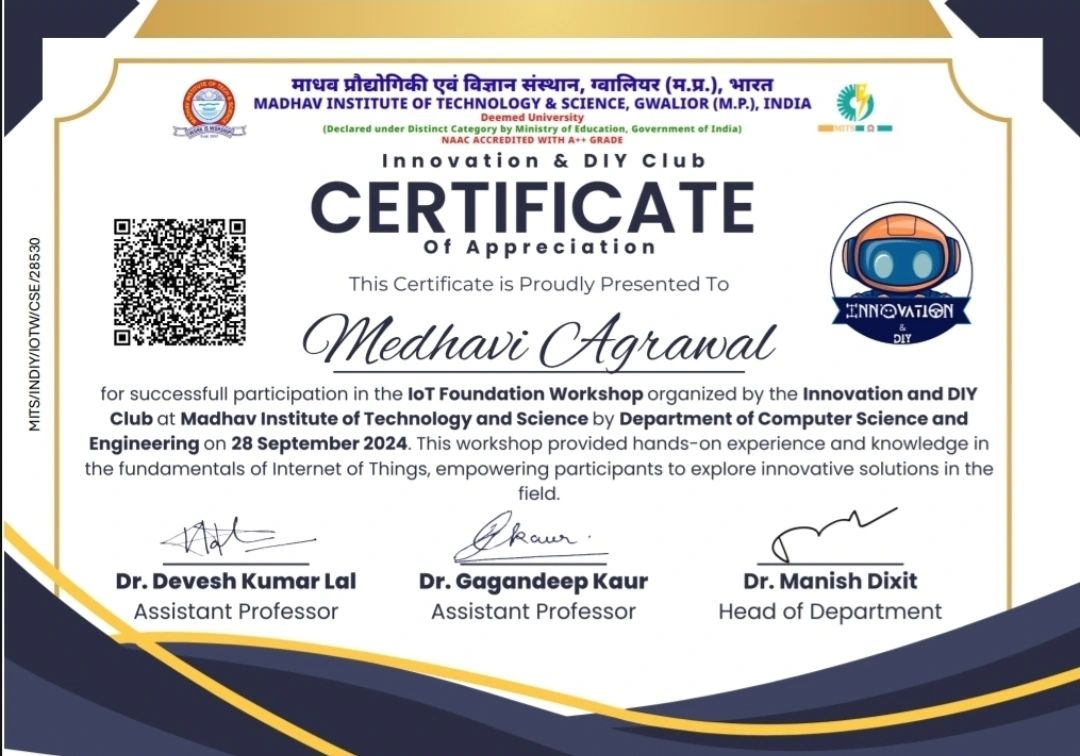 माधव प्रौद्योगिकी एवं विज्ञान संस्थान, ग्वालियर (म.प्र.), भारत
MADHAV INSTITUTE OF TECHNOLOGY & SCIENCE, GWALIOR (M.P.), INDIA
Deemed University
(Declared under Distinct Category by Ministry of Education, Government of India)
NAAC ACCREDITED WITH A++ GRADE
MITS
Innovation & DIY Club
CERTIFICATE
Of Appreciation
This Certificate is Proudly Presented To
INNOVATION
&
DIY
MITS/INDIY/IOTW/CSE/28530
Medhavi Agrawal
for successfull participation in the IoT Foundation Workshop organized by the Innovation and DIY
Club at Madhav Institute of Technology and Science by Department of Computer Science and
Engineering on 28 September 2024. This workshop provided hands-on experience and knowledge in
the fundamentals of Internet of Things, empowering participants to explore innovative solutions in the
field.
Dr. Devesh Kumar Lal
Assistant Professor
Dr. Gagandeep Kaur
Assistant Professor
Dr. Manish Dixit
Head of Department